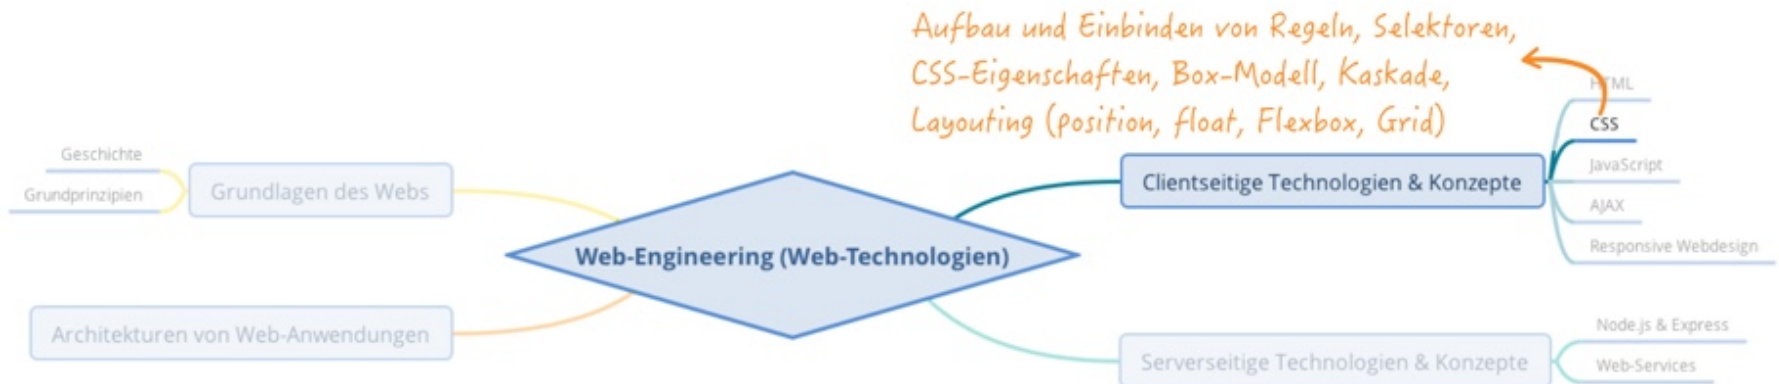 Aufbau und Einbinden von Regeln, Selektoren,
CSS-Eigenschaften, Box-Modell, Kaskade,
Layouting (position, float, Flexbox, Grid)
Geschichte
Grundprinzipien
Grundlagen des Webs
Architekturen von Web-Anwendungen
Web-Engineering (Web-Technologien)
Clientseitige Technologien & Konzepte
HTML
CSS
JavaScript
AJAX
Responsive Webdesign
Serverseitige Technologien & Konzepte
Node.js & Express
Web-Services